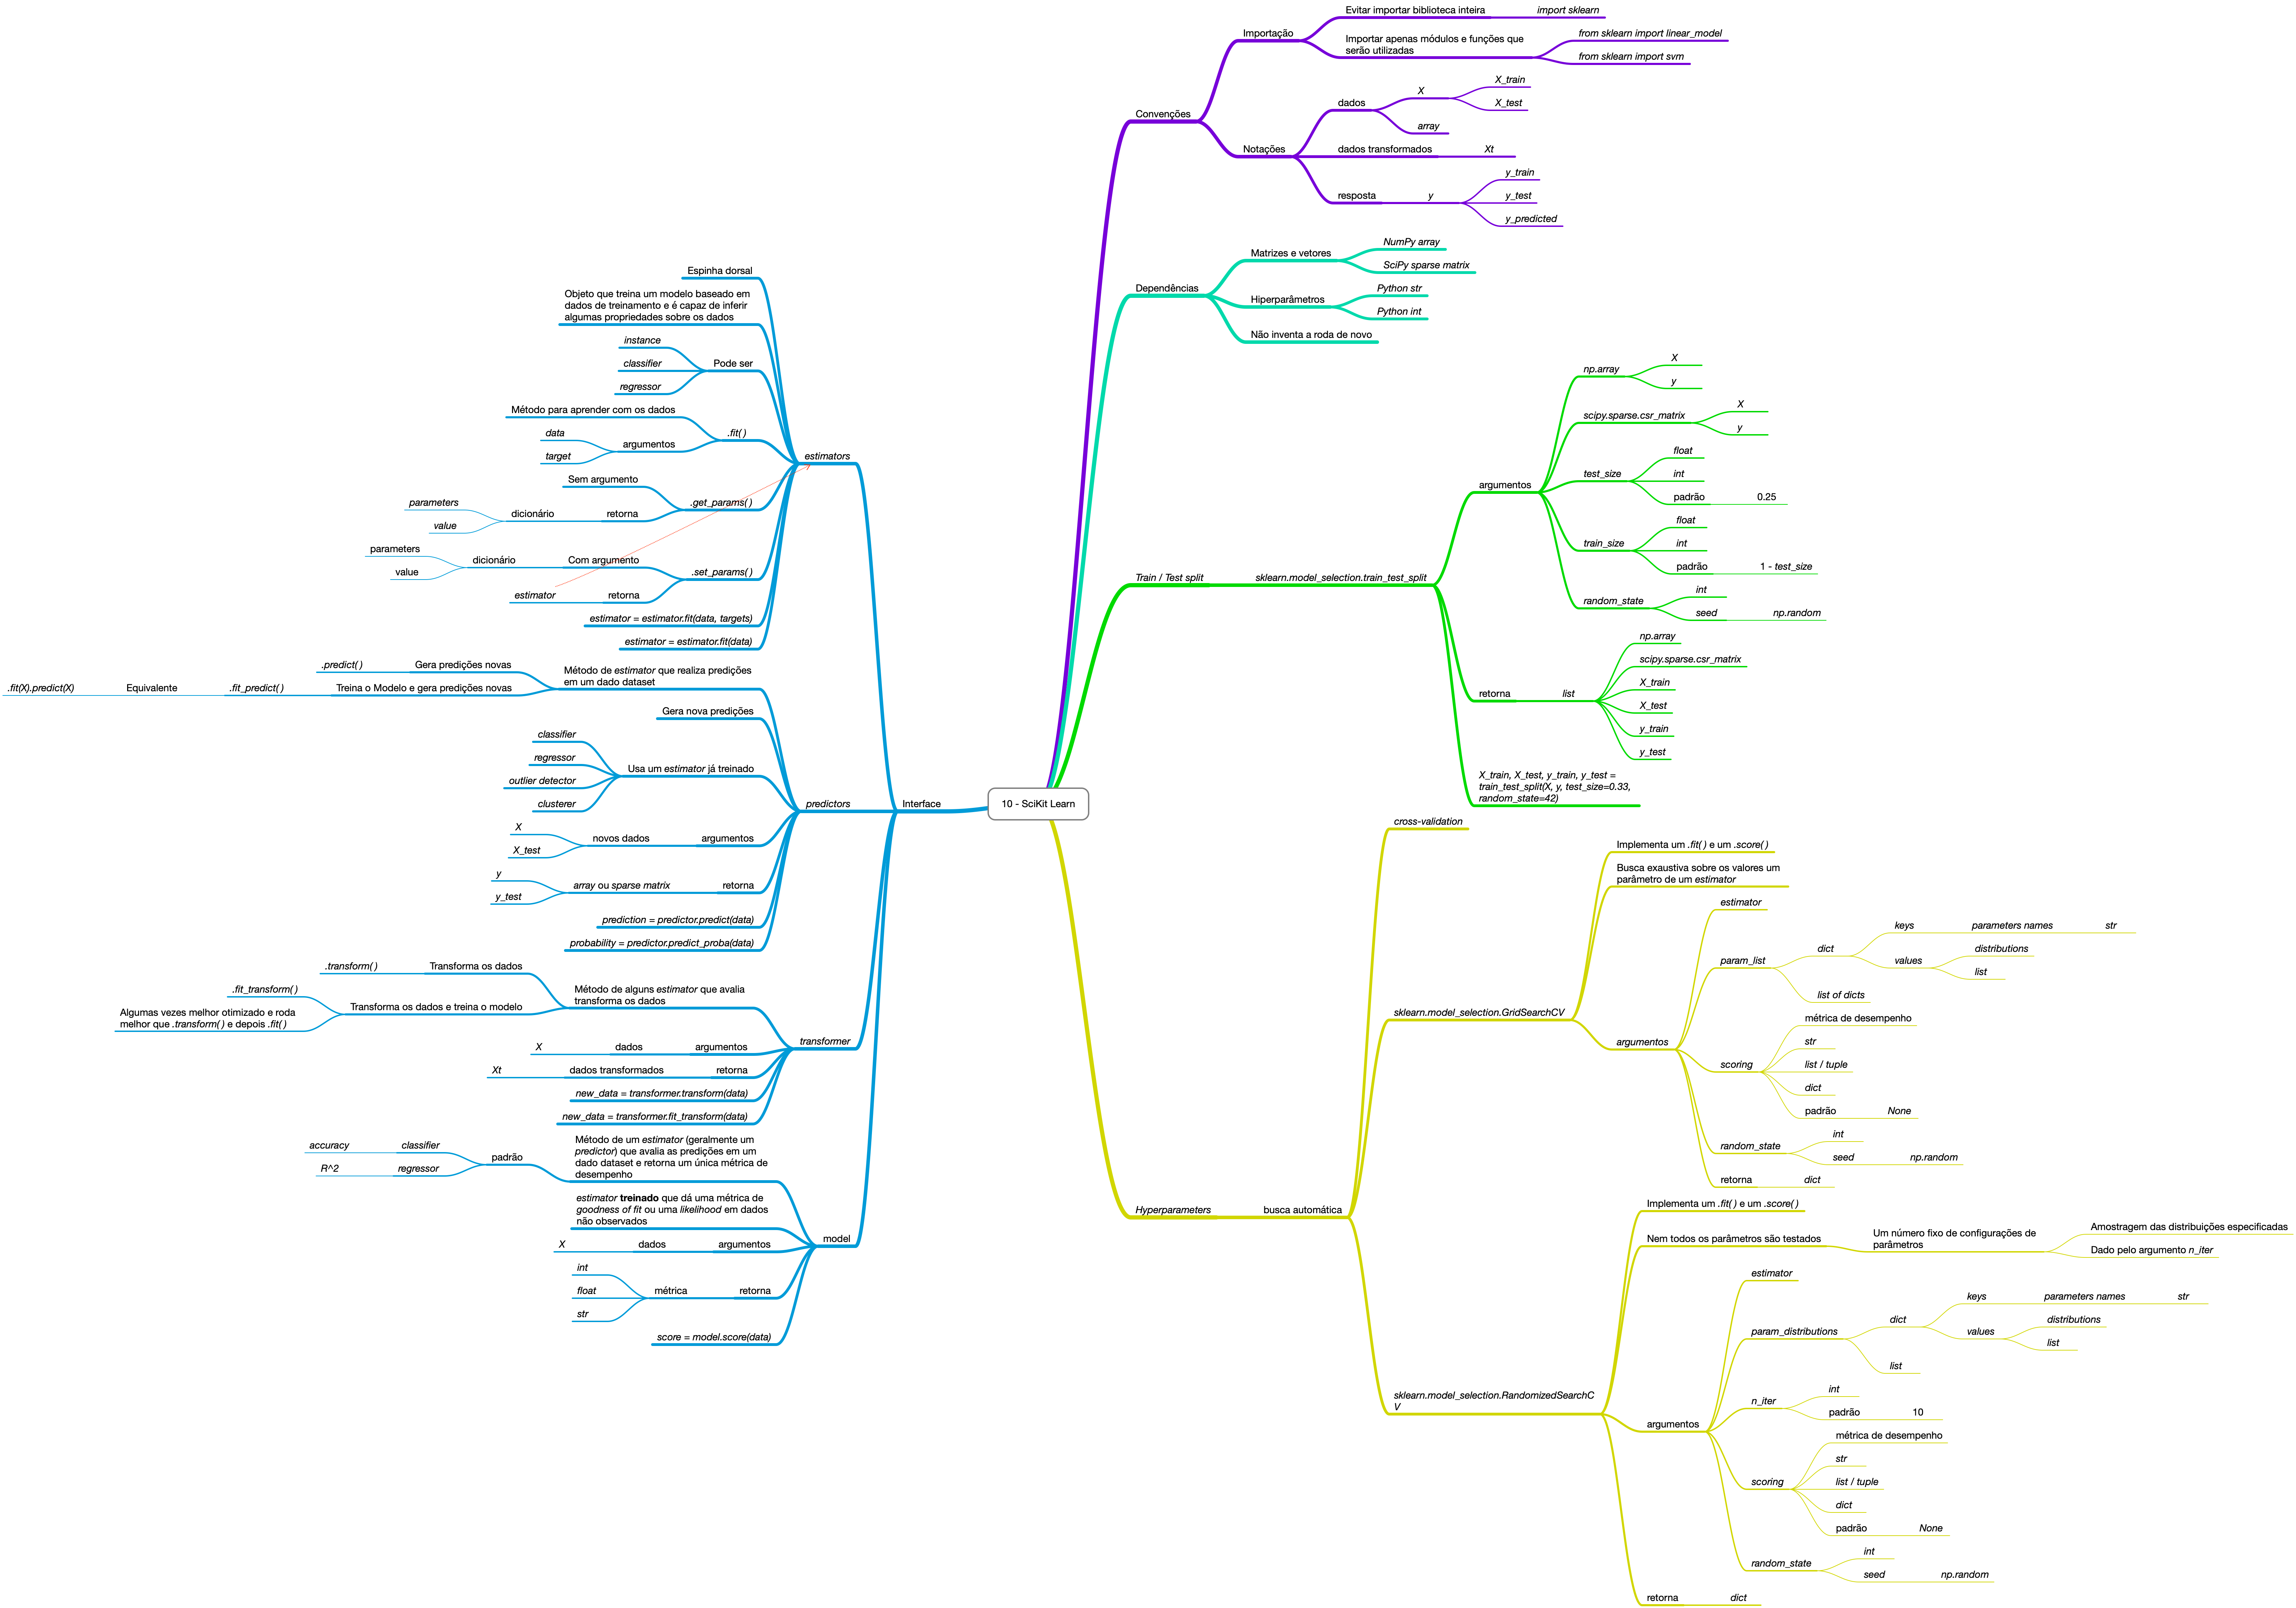 10 - SciKit Learn
Convenções
Importação
Evitar importar biblioteca inteira
import sklearn
Importar apenas módulos e funções que
serão utilizadas
from sklearn import linear_model
from sklearn import svm
Notações
dados
X
X_train
X_test
array
dados transformados
Xt
resposta
y
y_train
y_test
y_predicted
Dependências
Matrizes e vetores
NumPy array
SciPy sparse matrix
Hiperparâmetros
Python str
Python int
Não inventa a roda de novo
Train / Test split
sklearn.model_selection.train_test_split
argumentos
np.array
X
y
scipy.sparse.csr_matrix
X
y
test_size
float
int
padrão
0.25
train_size
float
int
padrão
1 - test_size
random_state
int
seed
np.random
retorna
list
np.array
scipy.sparse.csr_matrix
X_train
X_test
y_train
y_test
X_train, X_test, y_train, y_test =
train_test_split(X, y, test_size=0.33,
random_state=42)
Hyperparameters
busca automática
cross-validation
sklearn.model_selection.GridSearchCV
Implementa um .fit( ) e um .score( )
Busca exaustiva sobre os valores um
parâmetro de um estimator
argumentos
estimator
param_list
dict
keys
parameters names
str
values
distributions
list
list of dicts
scoring
métrica de desempenho
str
list / tuple
dict
padrão
None
random_state
int
seed
np.random
retorna
dict
sklearn.model_selection.RandomizedSearchC
V
Implementa um .fit( ) e um .score( )
Nem todos os parâmetros são testados
Um número fixo de configurações de
parâmetros
Amostragem das distribuições especificadas
Dado pelo argumento n_iter
argumentos
estimator
param_distributions
dict
keys
parameters names
str
values
distributions
list
list
n_iter
int
padrão
10
scoring
métrica de desempenho
str
list / tuple
dict
padrão
None
random_state
int
seed
np.random
retorna
dict
Interface
estimators
Espinha dorsal
Objeto que treina um modelo baseado em
dados de treinamento e é capaz de inferir
algumas propriedades sobre os dados
Pode ser
instance
classifier
regressor
.fit( )
Método para aprender com os dados
argumentos
data
target
.get_params( )
Sem argumento
retorna
dicionário
parameters
value
.set_params( )
Com argumento
dicionário
parameters
value
retorna
estimator
estimator = estimator.fit(data, targets)
estimator = estimator.fit(data)
predictors
Método de estimator que realiza predições
em um dado dataset
Gera predições novas
.predict( )
Treina o Modelo e gera predições novas
.fit_predict( )
Equivalente
.fit(X).predict(X)
Gera nova predições
Usa um estimator já treinado
classifier
regressor
outlier detector
clusterer
argumentos
novos dados
X
X_test
retorna
array ou sparse matrix
y
y_test
prediction = predictor.predict(data)
probability = predictor.predict_proba(data)
transformer
Método de alguns estimator que avalia
transforma os dados
Transforma os dados
.transform( )
Transforma os dados e treina o modelo
.fit_transform( )
Algumas vezes melhor otimizado e roda
melhor que .transform( ) e depois .fit( )
argumentos
dados
X
retorna
dados transformados
Xt
new_data = transformer.transform(data)
new_data = transformer.fit_transform(data)
model
Método de um estimator (geralmente um
predictor) que avalia as predições em um
dado dataset e retorna um única métrica de
desempenho
padrão
classifier
accuracy
regressor
R^2
estimator treinado que dá uma métrica de
goodness of fit ou uma likelihood em dados
não observados
argumentos
dados
X
retorna
métrica
int
float
str
score = model.score(data)